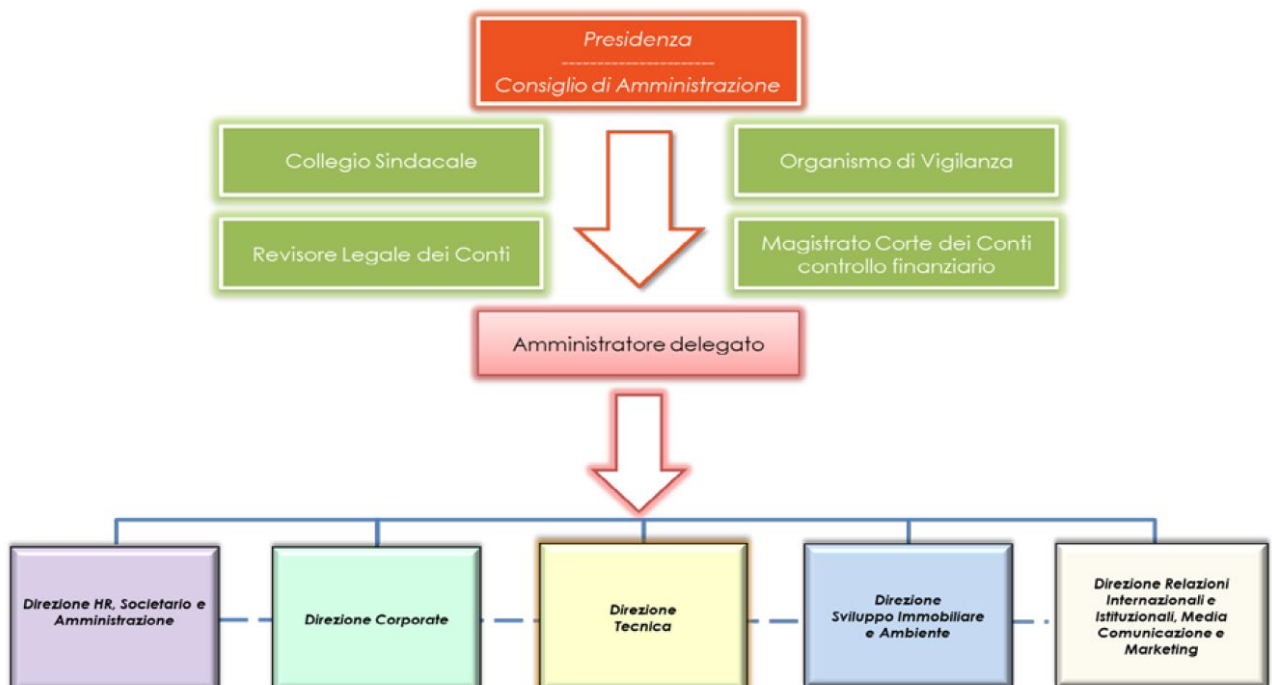 Presidenza
----------------------
Consiglio di Amministrazione
Collegio Sindacale
Organismo di Vigilanza
Revisore Legale dei Conti
Magistrato Corte dei Conti
controllo finanziario
Amministratore delegato
Direzione HR, Societario e
Amministrazione
Direzione Corporate
Direzione
Tecnica
Direzione
Sviluppo Immobiliare
e Ambiente
Direzione Relazioni
Internazionali e
Istituzionali, Media
Comunicazione e
Marketing